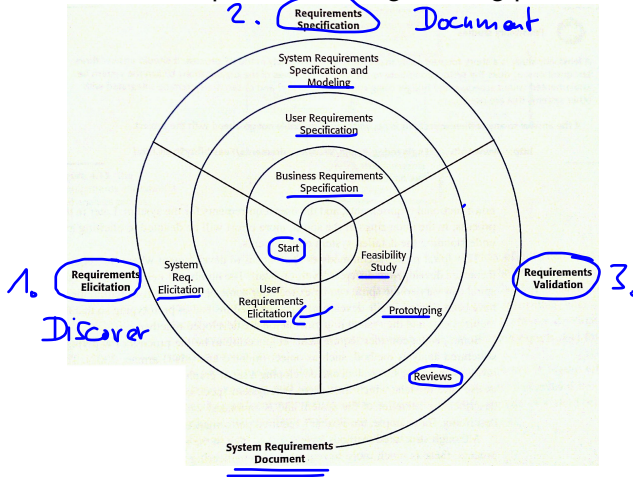 2. Requirements
Specification
Document
System Requirements
Specification and
Modeling
User Requirements
Specification
Business Requirements
Specification
Start
Feasibility
Study
1. Requirements
Elicitation
Discover
System
Req.
Elicitation
User
Requirements
Elicitation
Prototyping
Requirements
Validation
3.
Reviews
System Requirements
Document